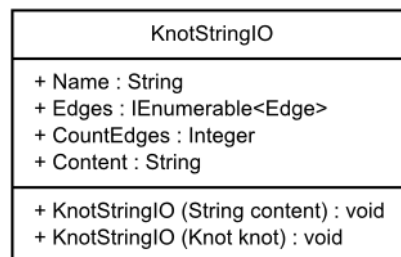 KnotStringIO
+ Name : String
+ Edges : IEnumerable<Edge>
+ CountEdges : Integer
+ Content : String
+ KnotStringIO (String content) : void
+ KnotStringIO (Knot knot) : void